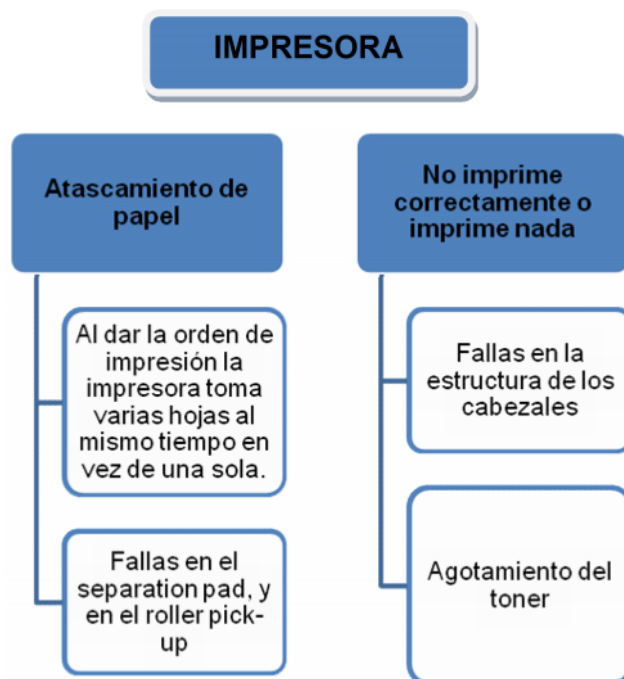 IMPRESORA
Atascamiento de
papel
Al dar la orden de
impresión la
impresora toma
varias hojas al
mismo tiempo en
vez de una sola.
Fallas en el
separation pad, y
en el roller pick-
up
No imprime
correctamente o
imprime nada
Fallas en la
estructura de los
cabezales
Agotamiento del
toner